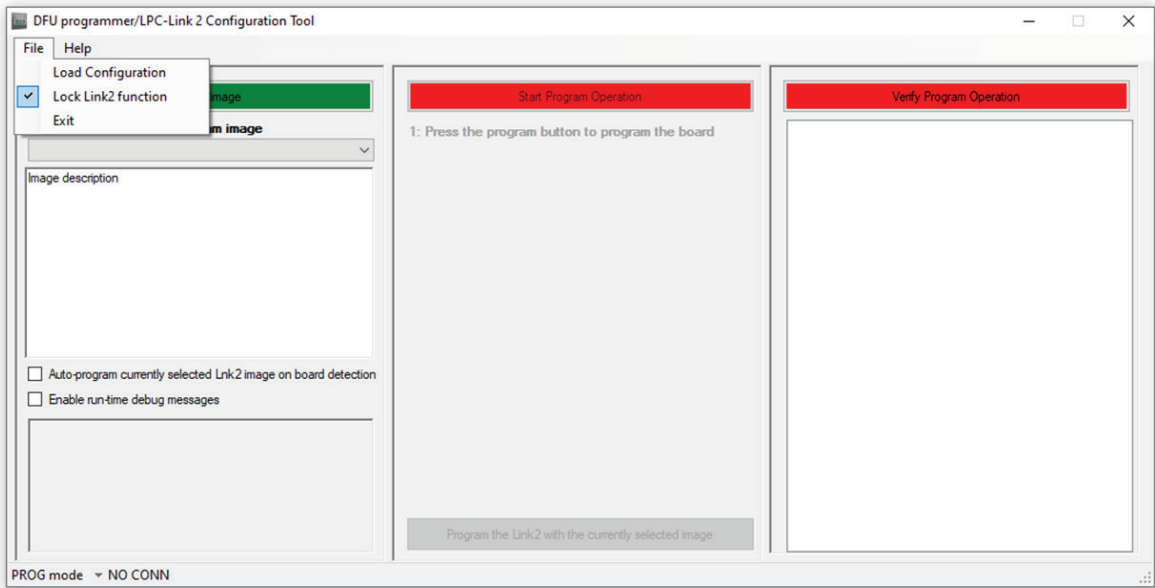 DFU programmer/LPC-Link 2 Configuration Tool
File Help
Load Configuration
Lock Link2 function
Exit
image
m image
Image description
Auto-program currently selected Lnk2 image on board detection
Enable run-time debug messages
Start Program Operation
1: Press the program button to program the board
Program the Link2 with the currently selected image
Verify Program Operation
PROG mode NO CONN